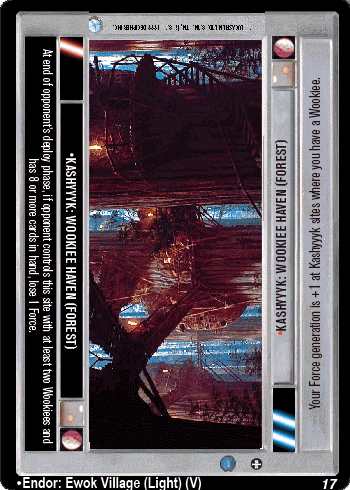 At end of opponent's deploy phase, if opponent controls this site with at least two Wookiees and
has 8 or more cards in hand, lose 1 Force.
•KASHYYYK: WOOKIEE HAVEN (FOREST)
•KASHYYYK: WOOKIEE HAVEN (FOREST)
Your Force generation is +1 at Kashyyyk sites where you have a Wookiee.
•Endor: Ewok Village (Light) (V)
17